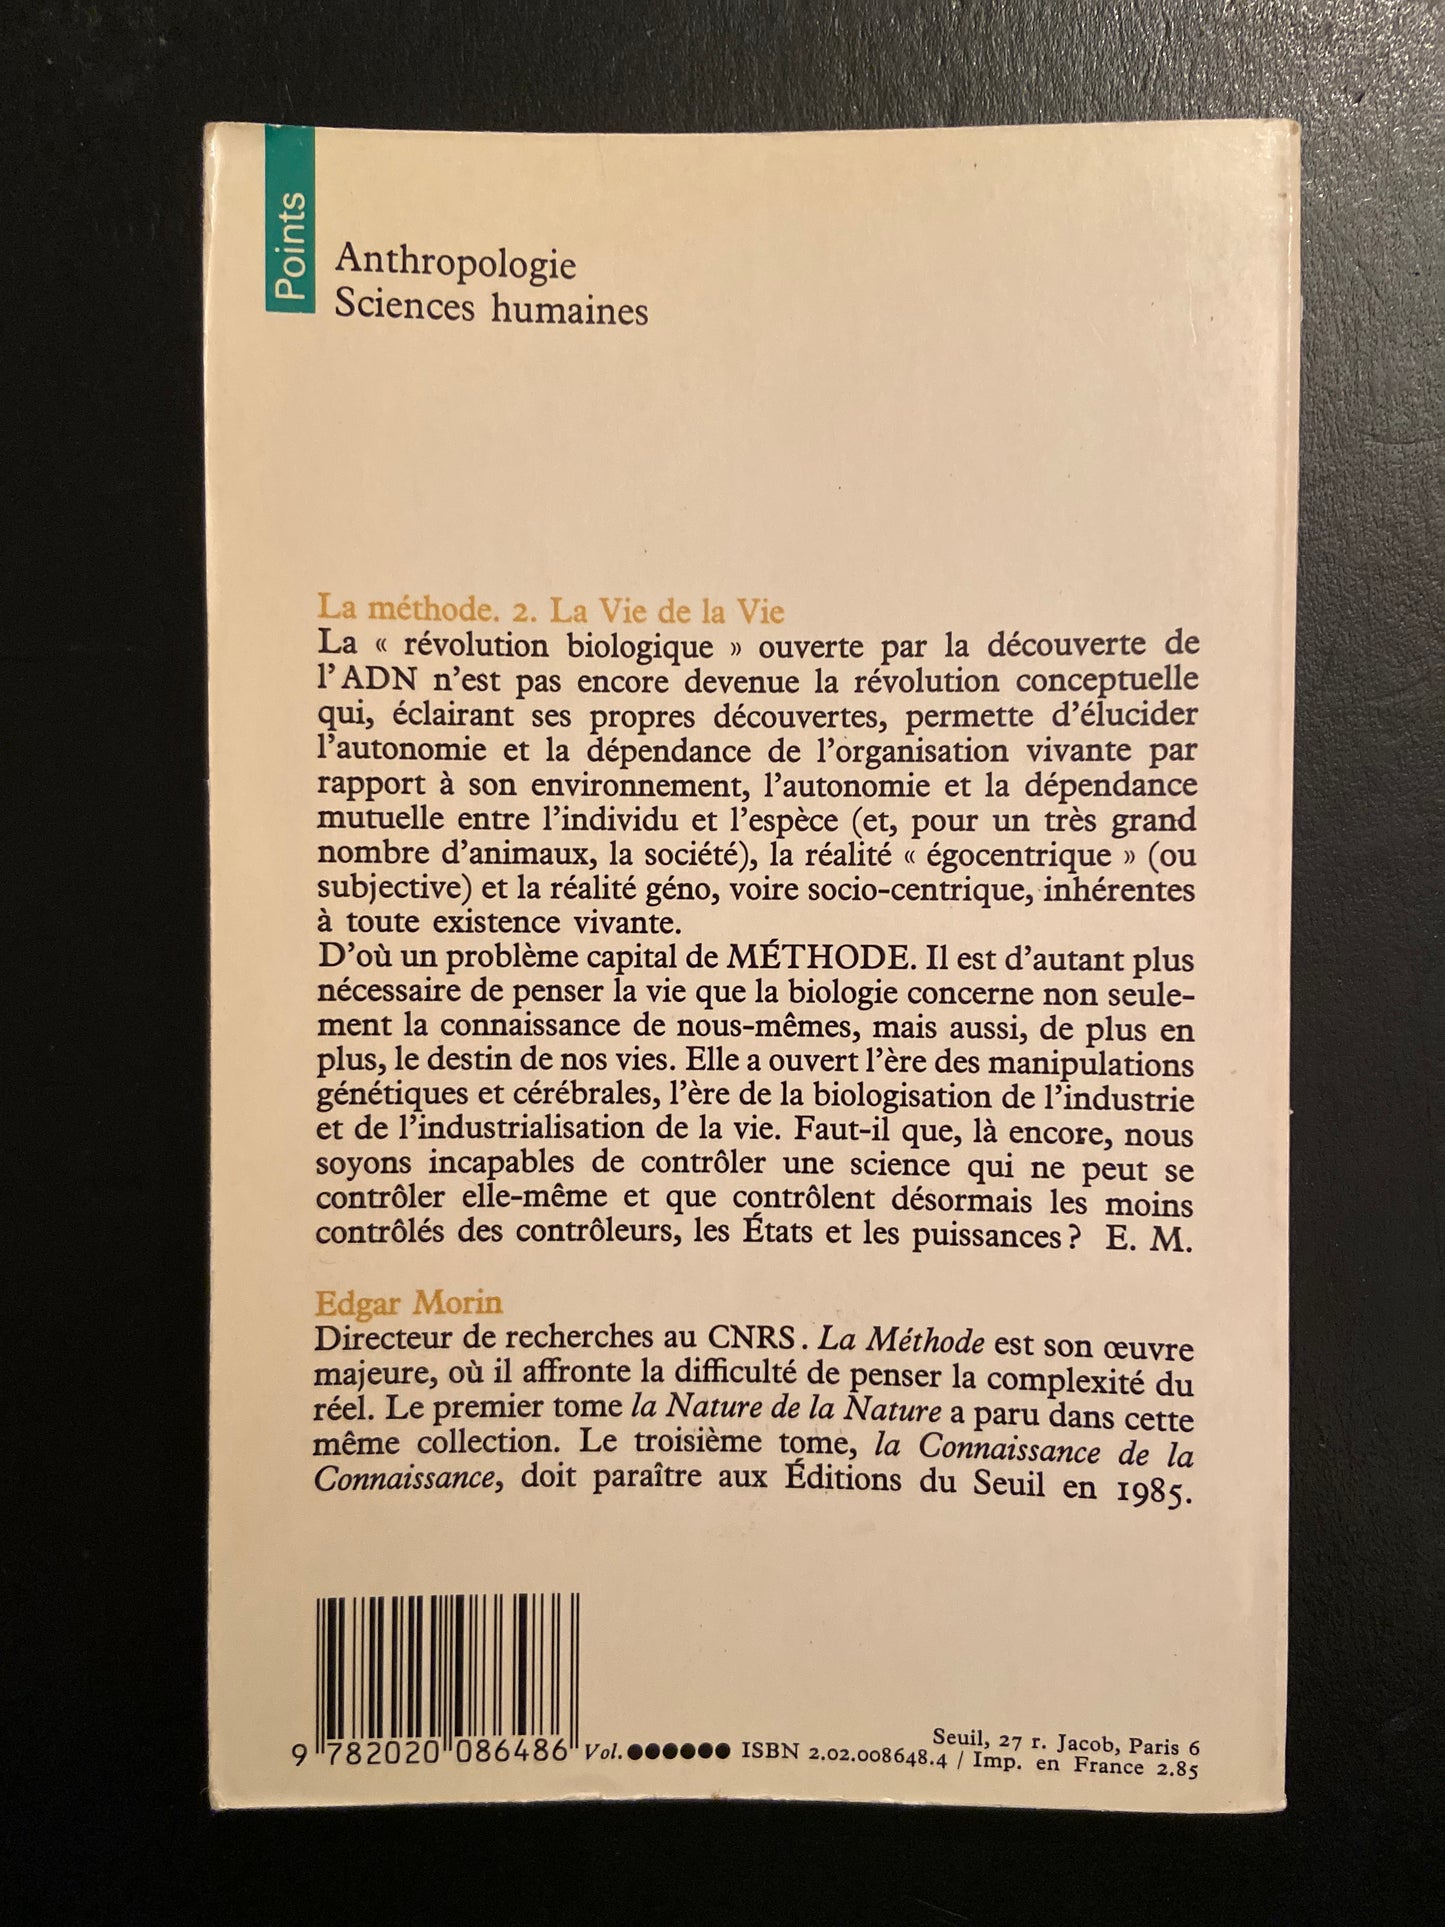 Points
Anthropologie
Sciences humaines
La méthode. 2. La Vie de la Vie
La « révolution biologique » ouverte par la découverte de
l'ADN n'est pas encore devenue la révolution conceptuelle
qui, éclairant ses propres découvertes, permette d'élucider
l'autonomie et la dépendance de l'organisation vivante par
rapport à son environnement, l'autonomie et la dépendance
mutuelle entre l'individu et l'espèce (et, pour un très grand
nombre d'animaux, la société), la réalité « égocentrique » (ou
subjective) et la réalité géno, voire socio-centrique, inhérentes
à toute existence vivante.
D'où un problème capital de MÉTHODE. Il est d'autant plus
nécessaire de penser la vie que la biologie concerne non seule-
ment la connaissance de nous-mêmes, mais aussi, de plus en
plus, le destin de nos vies. Elle a ouvert l'ère des manipulations
génétiques et cérébrales, l'ère de la biologisation de l'industrie
et de l'industrialisation de la vie. Faut-il que, là encore, nous
soyons incapables de contrôler une science qui ne peut se
contrôler elle-même et que contrôlent désormais les moins
contrôlés des contrôleurs, les États et les puissances ? E. M.
Edgar Morin
Directeur de recherches au CNRS. La Méthode est son œuvre
majeure, où il affronte la difficulté de penser la complexité du
réel. Le premier tome la Nature de la Nature a paru dans cette
même collection. Le troisième tome, la Connaissance de la
Connaissance, doit paraître aux Éditions du Seuil en 1985.
Seuil, 27 r. Jacob, Paris 6
9 782020 086486 Vol. ●●●●●● ISBN 2.02.008648.4 / Imp. en France 2.85